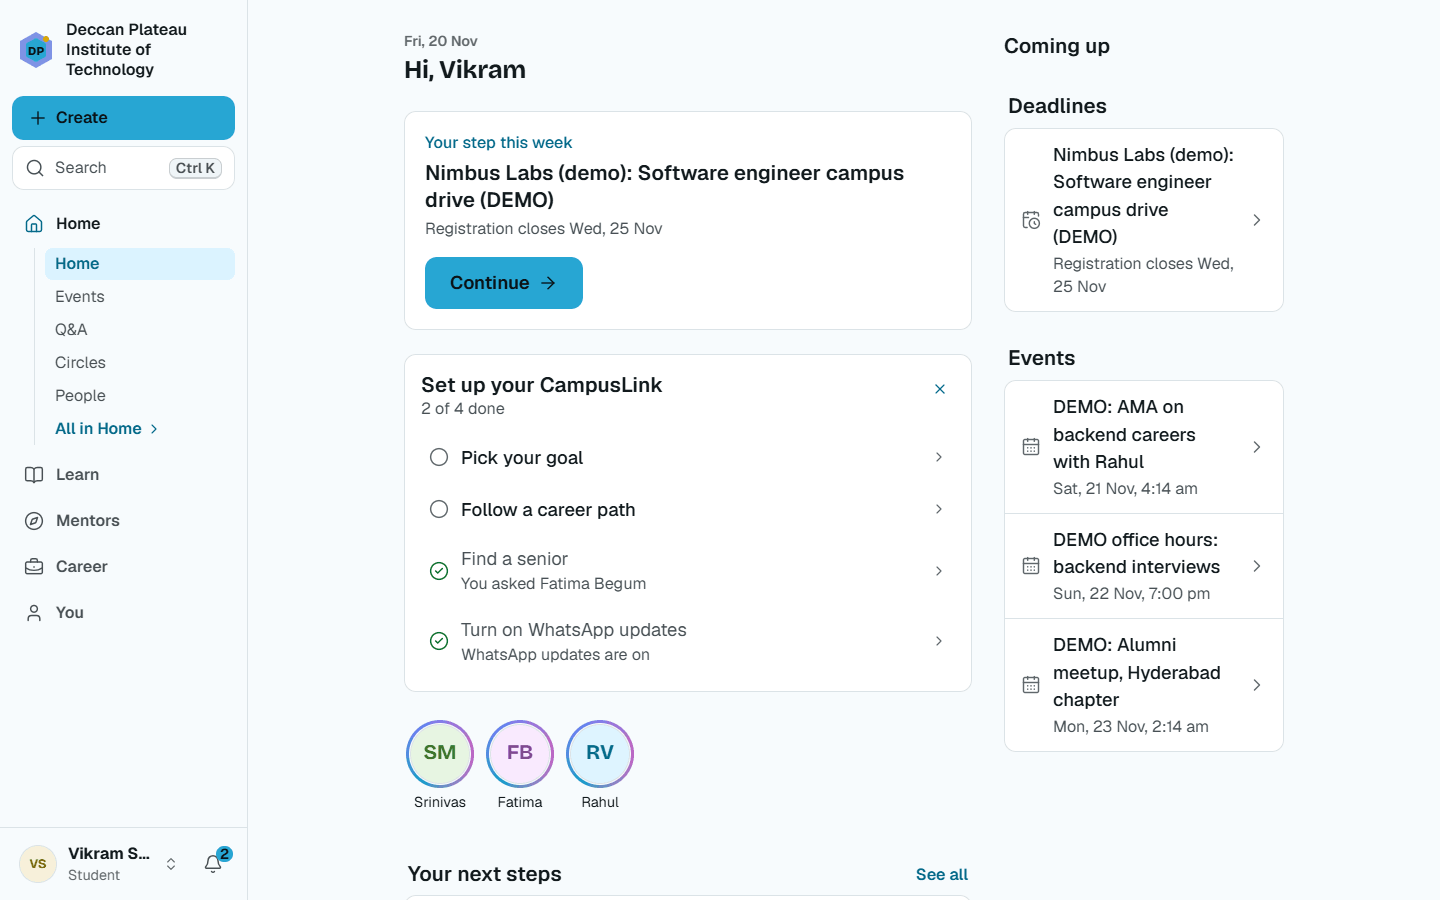 DP
Deccan Plateau
Institute of
Technology
Create
Search
Ctrl K
Home
Home
Events
Q&A
Circles
People
All in Home
Learn
Mentors
Career
You
VS
Vikram S...
Student
2
Fri, 20 Nov
Hi, Vikram
Your step this week
Nimbus Labs (demo): Software engineer campus
drive (DEMO)
Registration closes Wed, 25 Nov
Continue
Set up your CampusLink
2 of 4 done
Pick your goal
Follow a career path
Find a senior
You asked Fatima Begum
Turn on WhatsApp updates
WhatsApp updates are on
SM
FB
RV
Srinivas
Fatima
Rahul
Your next steps
See all
Coming up
Deadlines
Nimbus Labs (demo):
Software engineer
campus drive
(DEMO)
Registration closes Wed,
25 Nov
Events
DEMO: AMA on
backend careers
with Rahul
Sat, 21 Nov, 4:14 am
DEMO office hours:
backend interviews
Sun, 22 Nov, 7:00 pm
DEMO: Alumni
meetup, Hyderabad
chapter
Mon, 23 Nov, 2:14 am